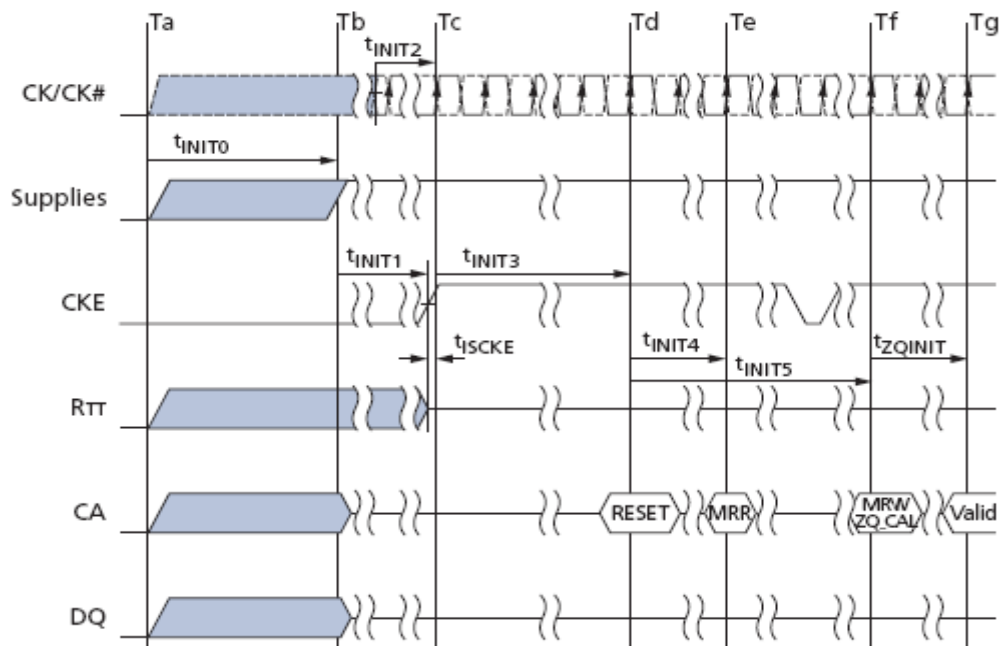 Ta Tb Tc Td Te Tf Tg
tINIT2
CK/CK#
tINIT0
Supplies
tINIT1 tINIT3
CKE
tISCKE tINIT4 tZQINIT
tINIT5
RTT
CA RESET MRR MRW ZQ_CAL Valid
DQ